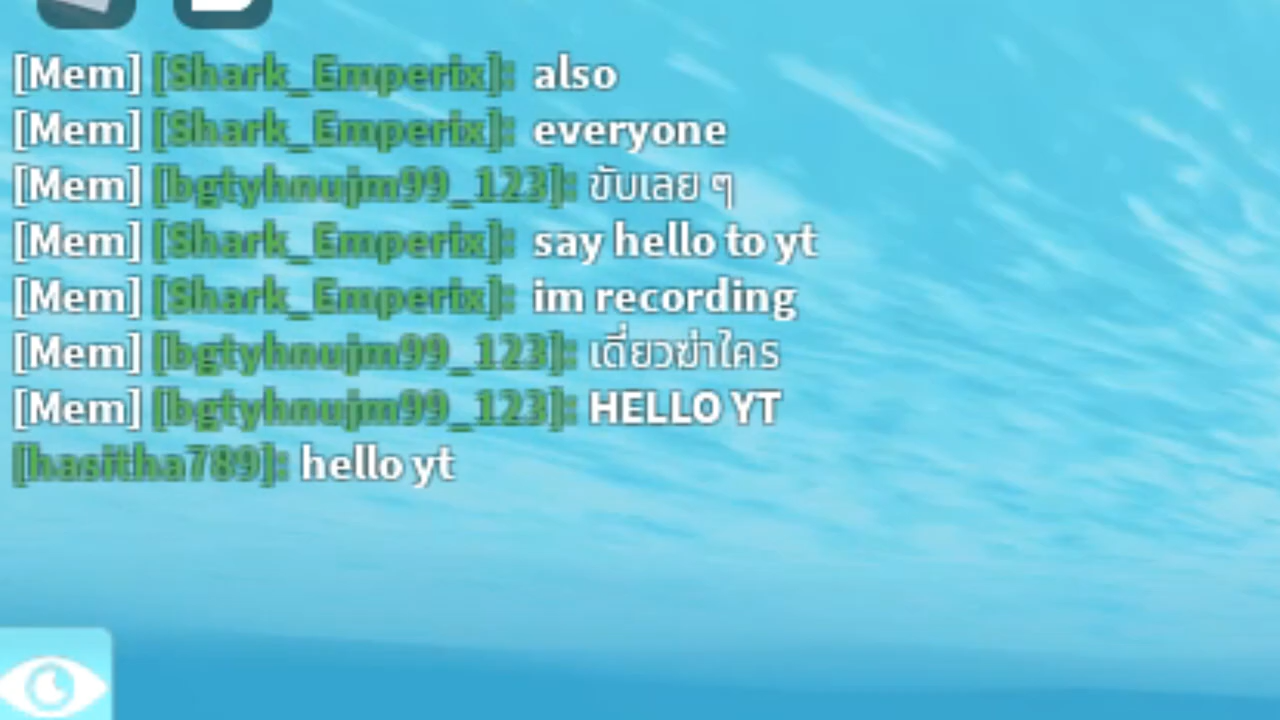 [Mem] [Shark_Emperix]: also
[Mem] [Shark_Emperix]: everyone
[Mem] [bgtyhnujm99_123]: ขับเลย ๆ
[Mem] [Shark_Emperix]: say hello to yt
[Mem] [Shark_Emperix]: im recording
[Mem] [bgtyhnujm99_123]: เดี่ยวฆ่าใคร
[Mem] [bgtyhnujm99_123]: HELLO YT
[hasitha789]: hello yt